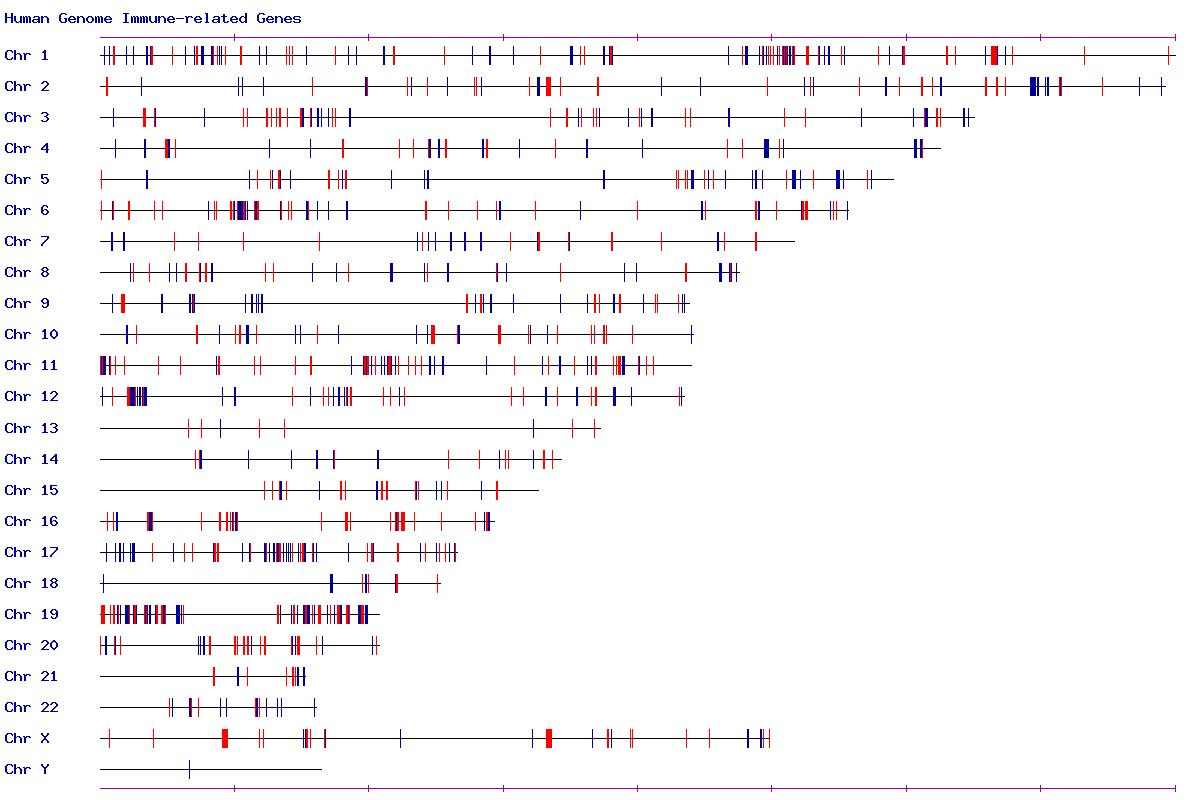 Human Genome Immune-related Genes
Chr 1
Chr 2
Chr 3
Chr 4
Chr 5
Chr 6
Chr 7
Chr 8
Chr 9
Chr 10
Chr 11
Chr 12
Chr 13
Chr 14
Chr 15
Chr 16
Chr 17
Chr 18
Chr 19
Chr 20
Chr 21
Chr 22
Chr X
Chr Y